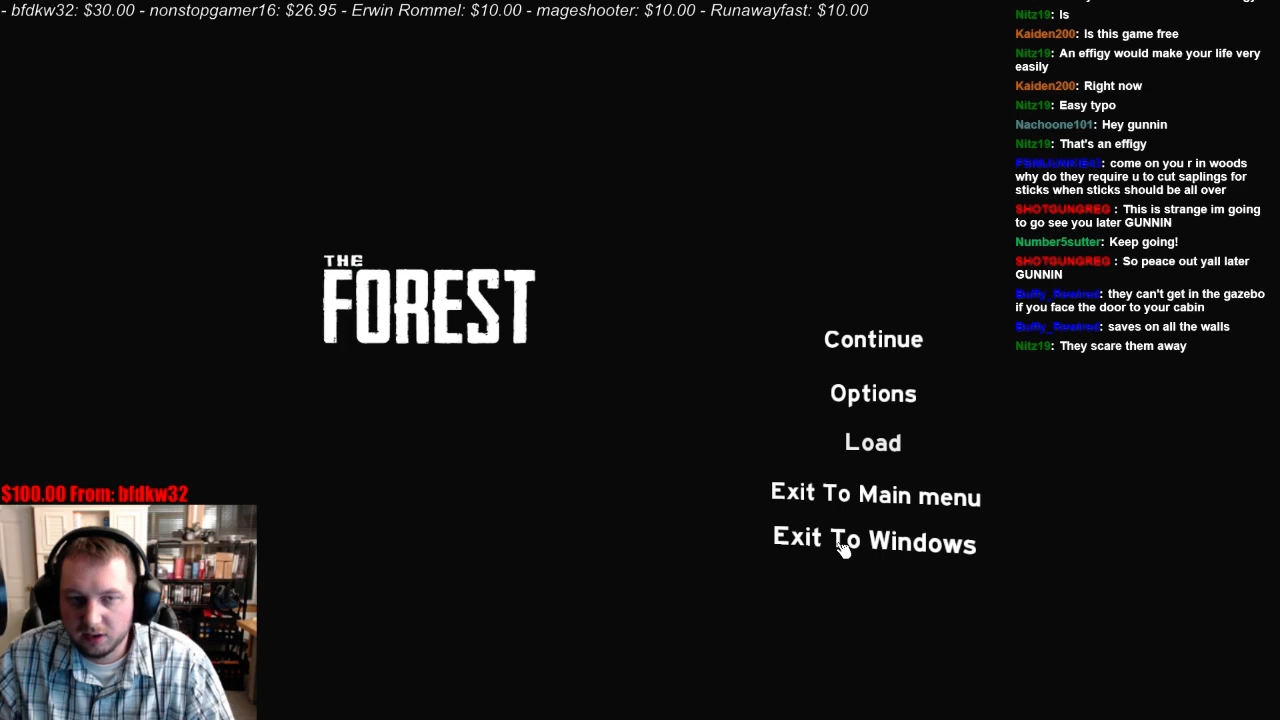 - bfdkw32: $30.00 - nonstopgamer16: $26.95 - Erwin Rommel: $10.00 - mageshooter: $10.00 - Runawayfast: $10.00
Nitz19: Is
Kaiden200: Is this game free
Nitz19: An effigy would make your life very
easily
Kaiden200: Right now
Nitz19: Easy typo
Nachoone101: Hey gunnin
Nitz19: That's an effigy
: come on you r in woods
why do they require u to cut saplings for
sticks when sticks should be all over
SHOTGUNGREG : This is strange im going
to go see you later GUNNIN
Number5sutter: Keep going!
SHOTGUNGREG : So peace out yall later
GUNNIN
: they can't get in the gazebo
if you face the door to your cabin
: saves on all the walls
Nitz19: They scare them away
THE
FOREST
Continue
Options
Load
Exit To Main menu
Exit To Windows
$100.00 From: bfdkw32